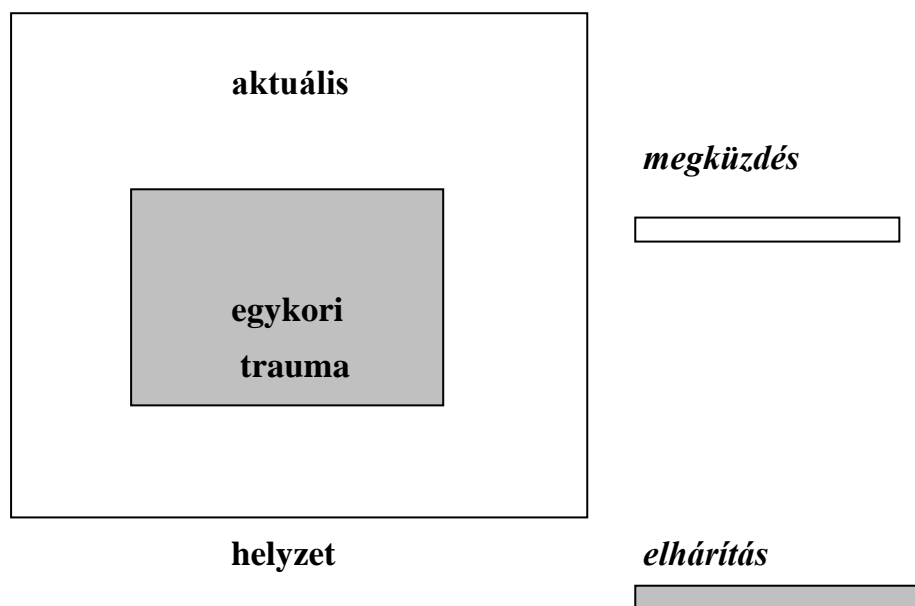 aktuális
megküzdés
egykori
trauma
helyzet
elhárítás